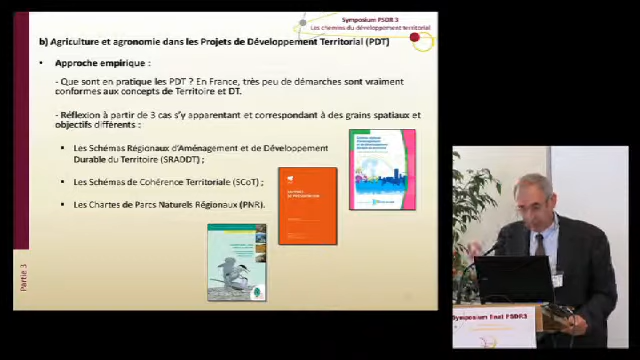 Symposium PSDR 3
Les chemins du développement territorial
b) Agriculture et agronomie dans les Projets de Développement Territorial (PDT)
• Approche empirique :
- Que sont en pratique les PDT ? En France, très peu de démarches sont vraiment
conformes aux concepts de Territoire et DT.
- Réflexion à partir de 3 cas s'y apparentant et correspondant à des grains spatiaux et
objectifs différents :
▪ Les Schémas Régionaux d'Aménagement et de Développement
Durable du Territoire (SRADDT) ;
▪ Les Schémas de Cohérence Territoriale (SCoT) ;
▪ Les Chartes de Parcs Naturels Régionaux (PNR).
Partie 3
Symposium Final PSDR3